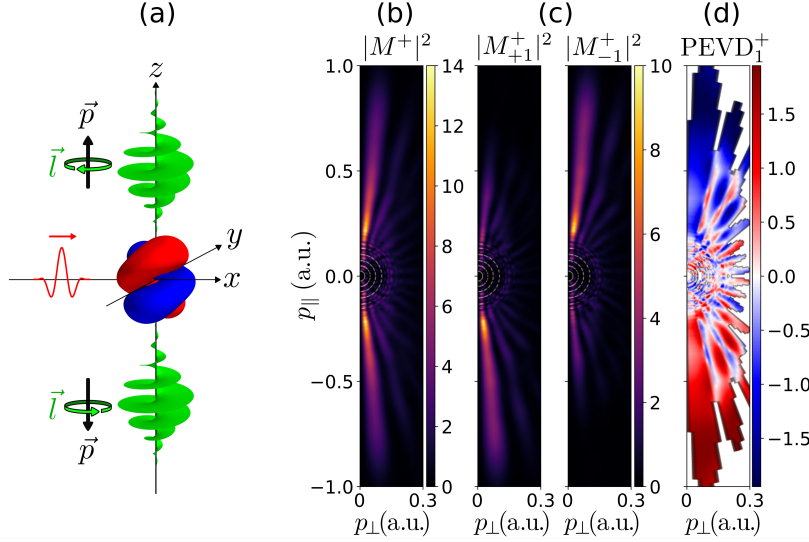 (a)
(b)
(c)
(d)
|M⁺|²
|M⁺₊₁|²
|M⁺₋₁|²
PEVD₁⁺
z
p⃗
l⃗
y
x
l⃗
p⃗
p∥ (a.u.)
1.0
0.5
0.0
−0.5
−1.0
0
0.3
p⊥(a.u.)
14
12
10
8
6
4
2
0
0
0.3
p⊥(a.u.)
0
0.3
p⊥(a.u.)
10
8
6
4
2
0
0
0.3
p⊥(a.u.)
1.5
1.0
0.5
0.0
−0.5
−1.0
−1.5